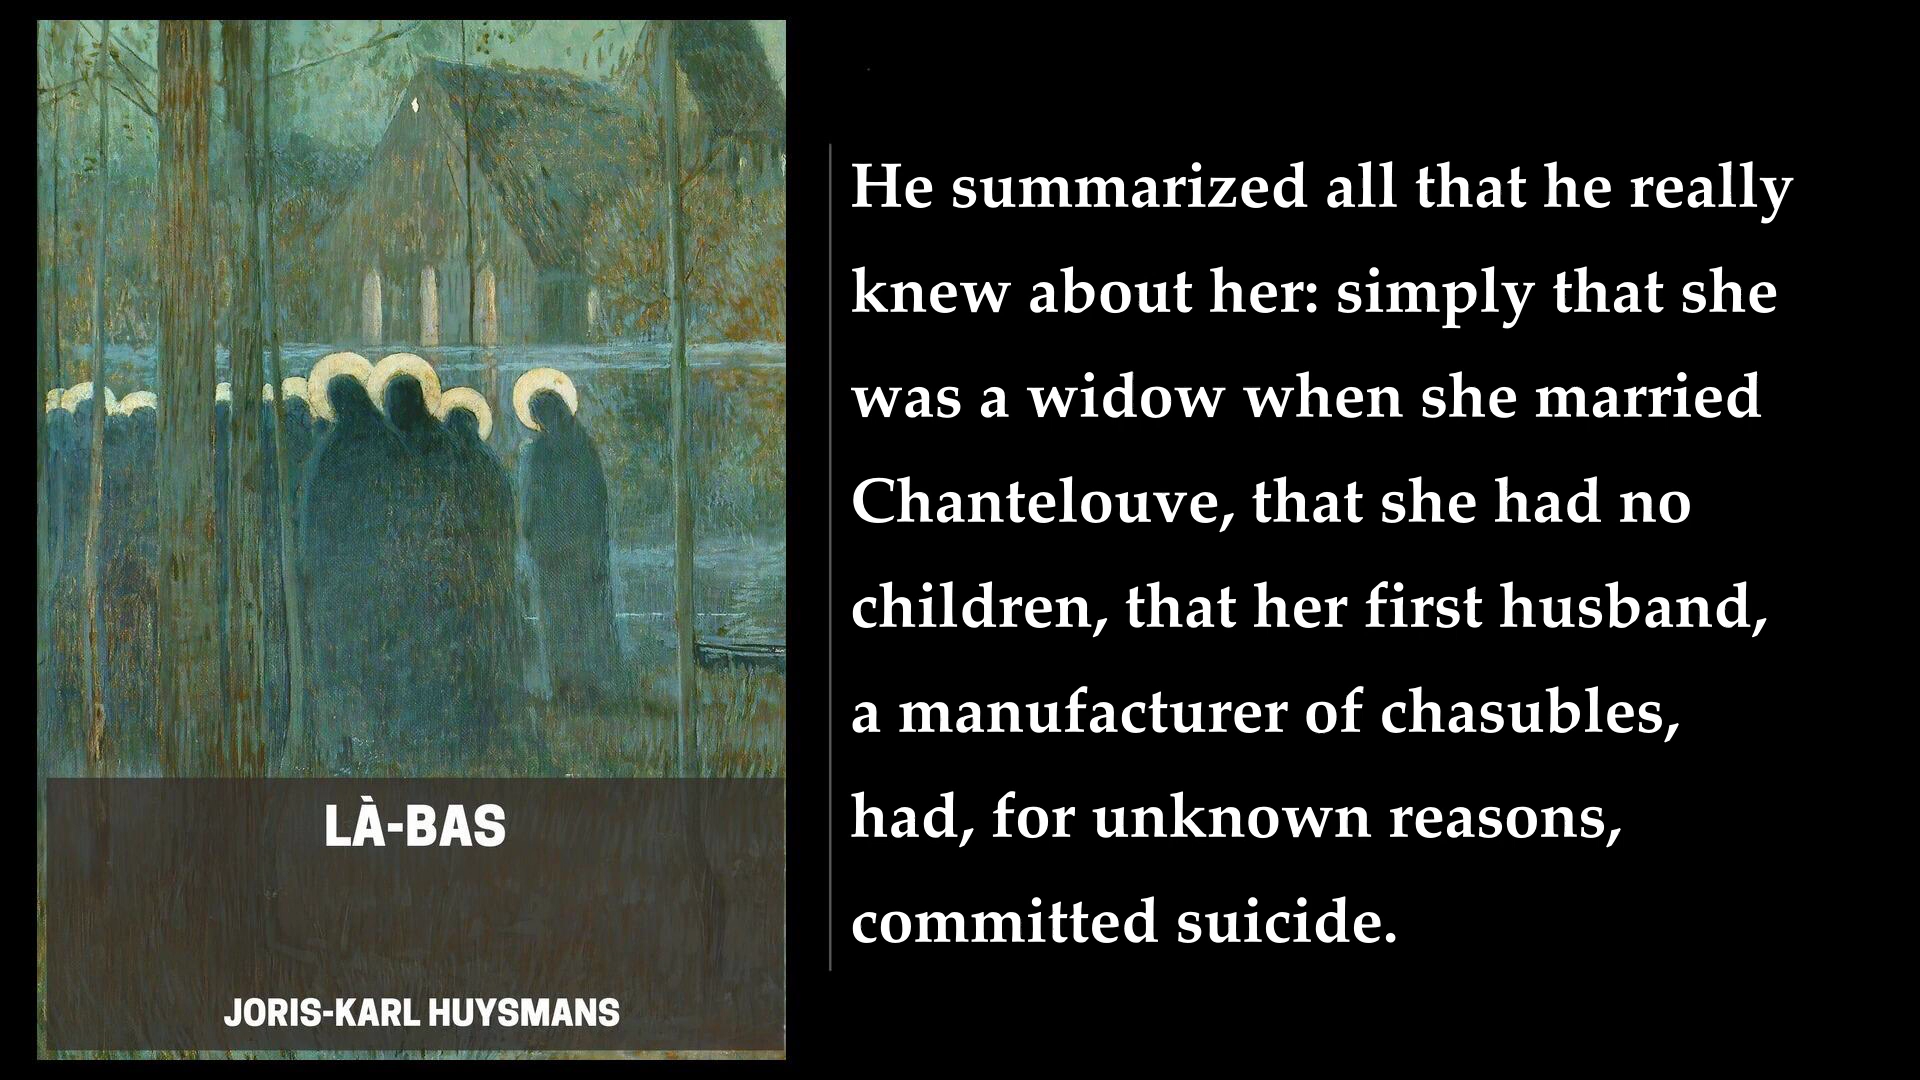 LÀ-BAS
JORIS-KARL HUYSMANS
He summarized all that he really
knew about her: simply that she
was a widow when she married
Chantelouve, that she had no
children, that her first husband,
a manufacturer of chasubles,
had, for unknown reasons,
committed suicide.